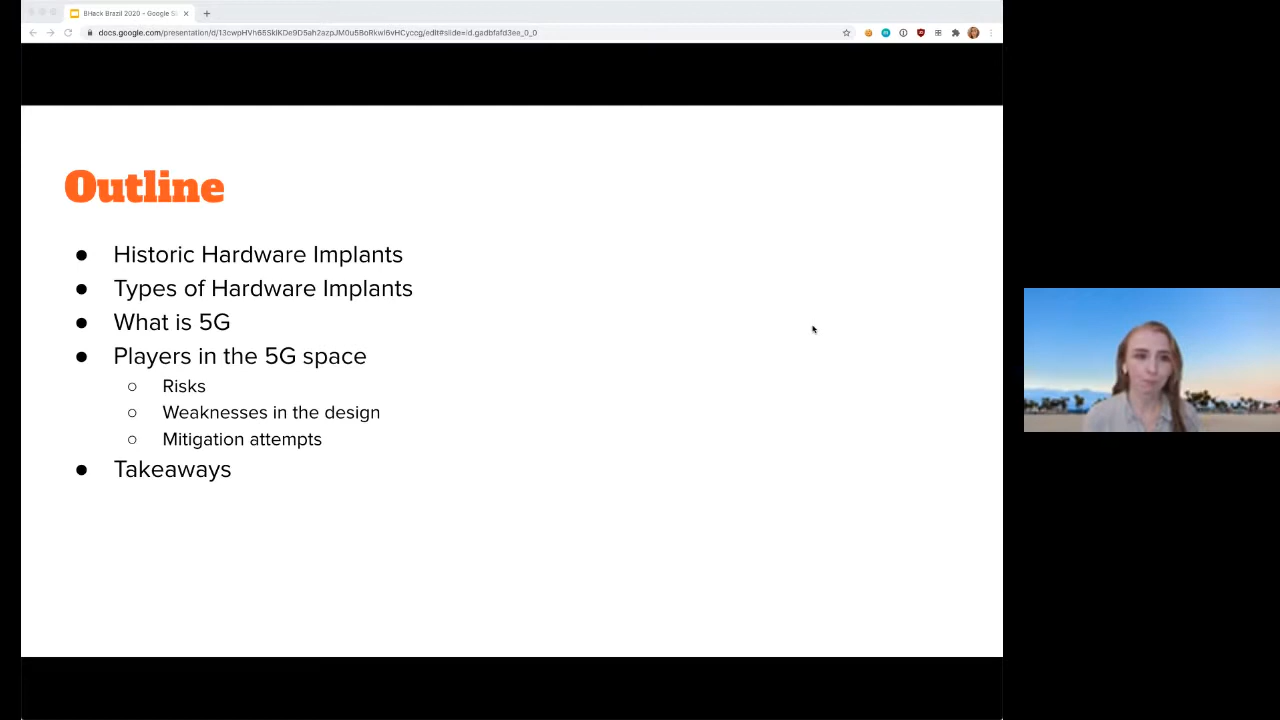 BHack Brazil 2020 - Google Sl
Outline
● Historic Hardware Implants
● Types of Hardware Implants
● What is 5G
● Players in the 5G space
○ Risks
○ Weaknesses in the design
○ Mitigation attempts
● Takeaways